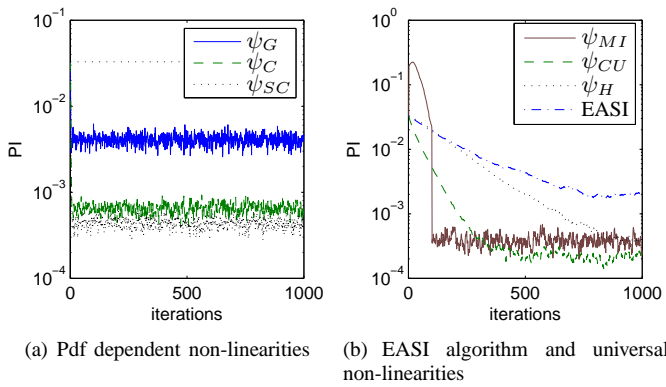 PI
PI
10⁻¹
10⁻²
10⁻³
10⁻⁴
0 500 1000
iterations
ψ_G
ψ_C
ψ_SC
10⁰
10⁻¹
10⁻²
10⁻³
10⁻⁴
0 500 1000
iterations
ψ_MI
ψ_CU
ψ_H
EASI
(a) Pdf dependent non-linearities
(b) EASI algorithm and universal
non-linearities